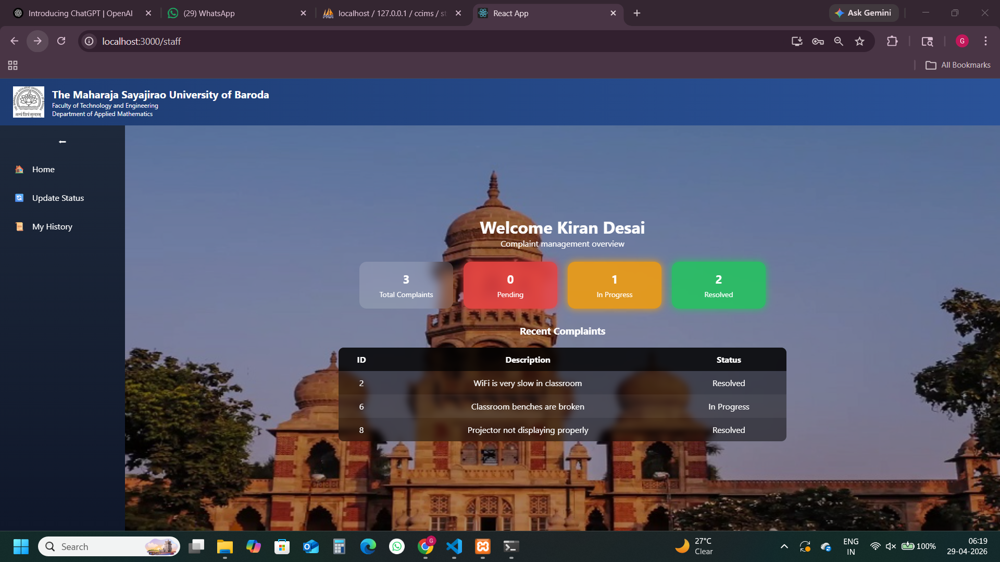 Introducing ChatGPT | OpenAI
(29) WhatsApp
localhost / 127.0.0.1 / ccims / st
React App
Ask Gemini
localhost:3000/staff
G
All Bookmarks
The Maharaja Sayajirao University of Baroda
Faculty of Technology and Engineering
Department of Applied Mathematics
सत्यं शिवं सुन्दरम्
Home
Update Status
My History
Welcome Kiran Desai
Complaint management overview
3
Total Complaints
0
Pending
1
In Progress
2
Resolved
Recent Complaints
ID Description Status
2 WiFi is very slow in classroom Resolved
6 Classroom benches are broken In Progress
8 Projector not displaying properly Resolved
Search
G
27°C
Clear
ENG
IN
100%
06:19
29-04-2026